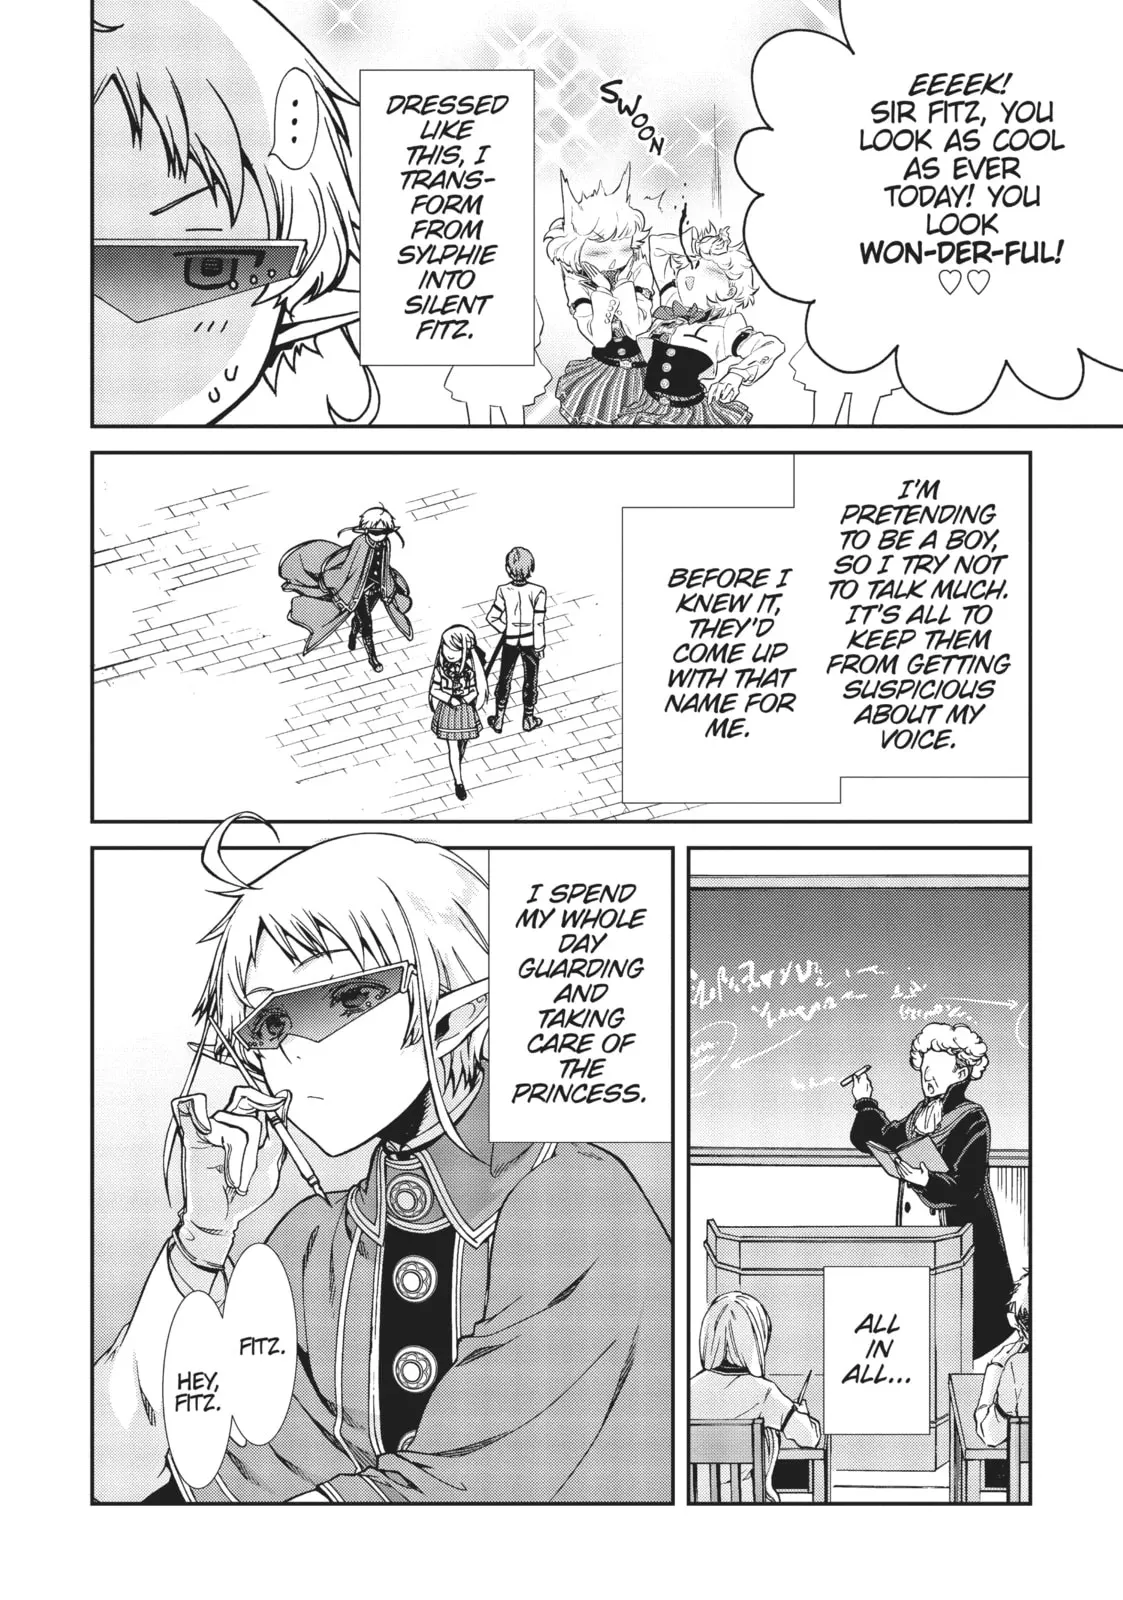 EEEEK!
SIR FITZ, YOU
LOOK AS COOL
AS EVER
TODAY! YOU
LOOK
WON-DER-FUL!
♡♡
SWOON
DRESSED
LIKE
THIS, I
TRANS-
FORM
FROM
SYLPHIE
INTO
SILENT
FITZ.
...
I'M
PRETENDING
TO BE A BOY,
SO I TRY NOT
TO TALK MUCH.
IT'S ALL TO
KEEP THEM
FROM GETTING
SUSPICIOUS
ABOUT MY
VOICE.
BEFORE I
KNEW IT,
THEY'D
COME UP
WITH THAT
NAME FOR
ME.
I SPEND
MY WHOLE
DAY
GUARDING
AND
TAKING
CARE OF
THE
PRINCESS.
FITZ.
HEY,
FITZ.
ALL
IN
ALL...